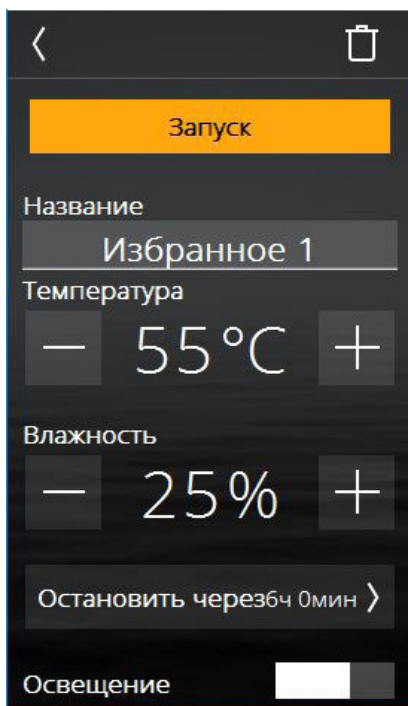 Запуск
Название
Избранное 1
Температура
55°C
Влажность
25%
Остановить через6ч 0мин
Освещение